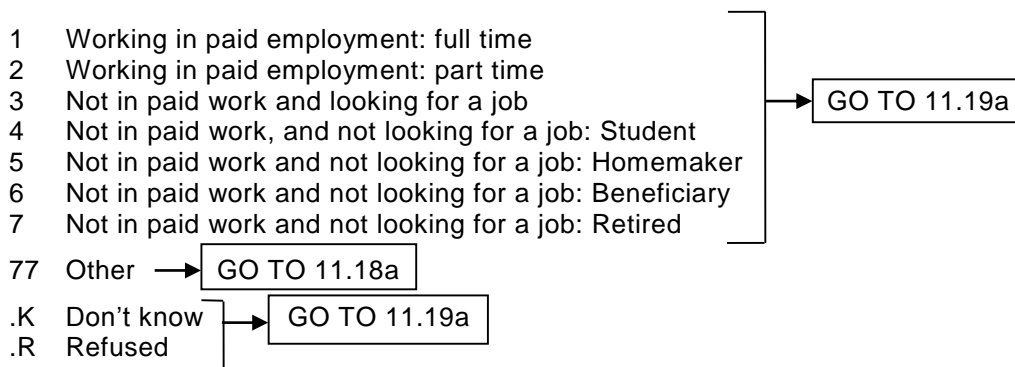 1 Working in paid employment: full time
2 Working in paid employment: part time
3 Not in paid work and looking for a job
GO TO 11.19a
4 Not in paid work, and not looking for a job: Student
5 Not in paid work and not looking for a job: Homemaker
6 Not in paid work and not looking for a job: Beneficiary
7 Not in paid work and not looking for a job: Retired
77 Other GO TO 11.18a
.K Don’t know GO TO 11.19a
.R Refused